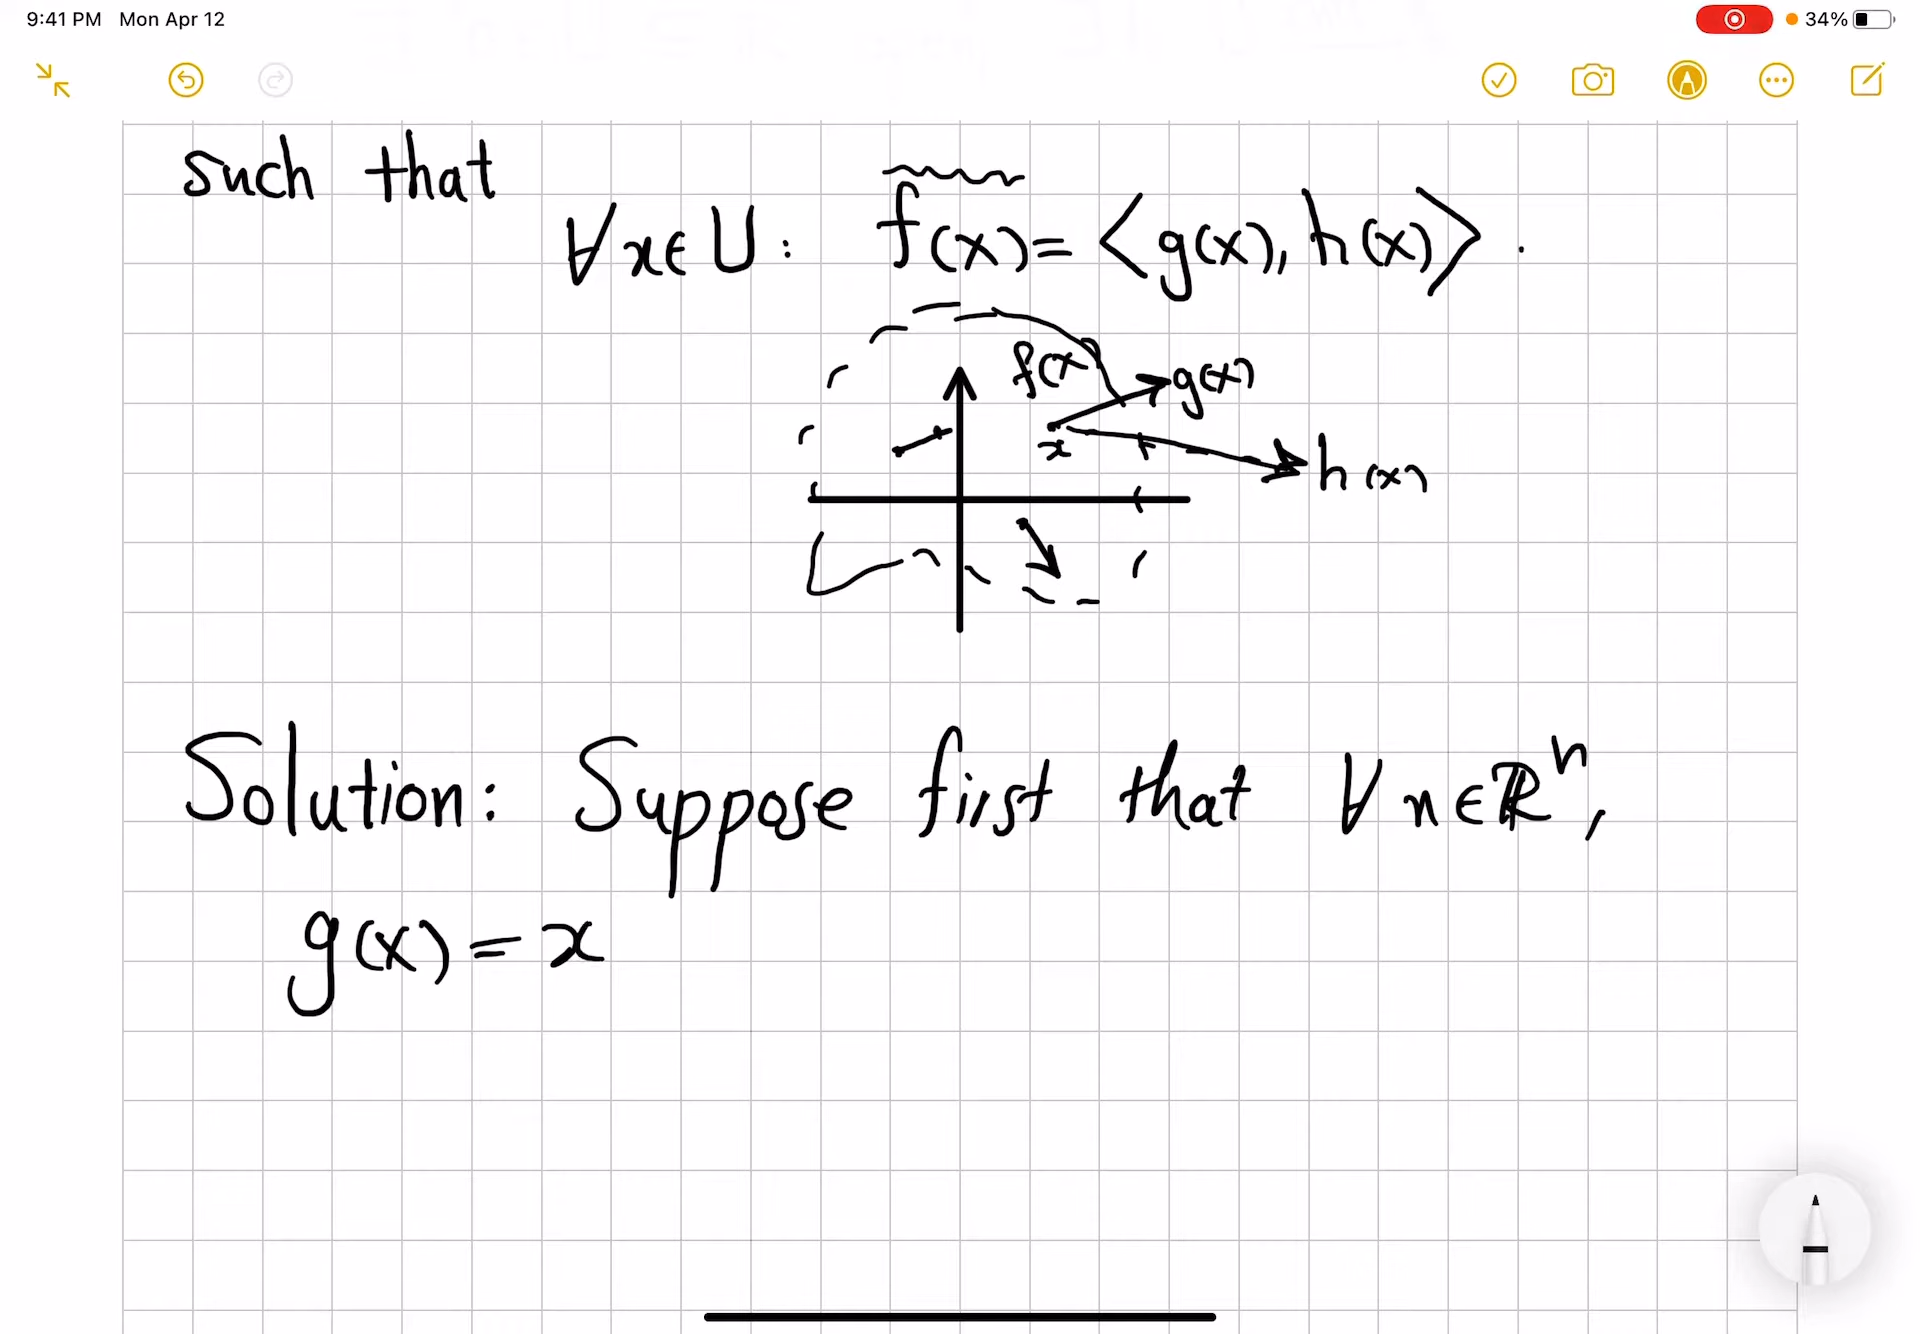 9:41 PM Mon Apr 12 34%
such that
∀x∈U: f(x)=⟨g(x), h(x)⟩.
f(x) g(x)
x h(x)
Solution: Suppose first that ∀x∈ℝⁿ,
g(x)=x